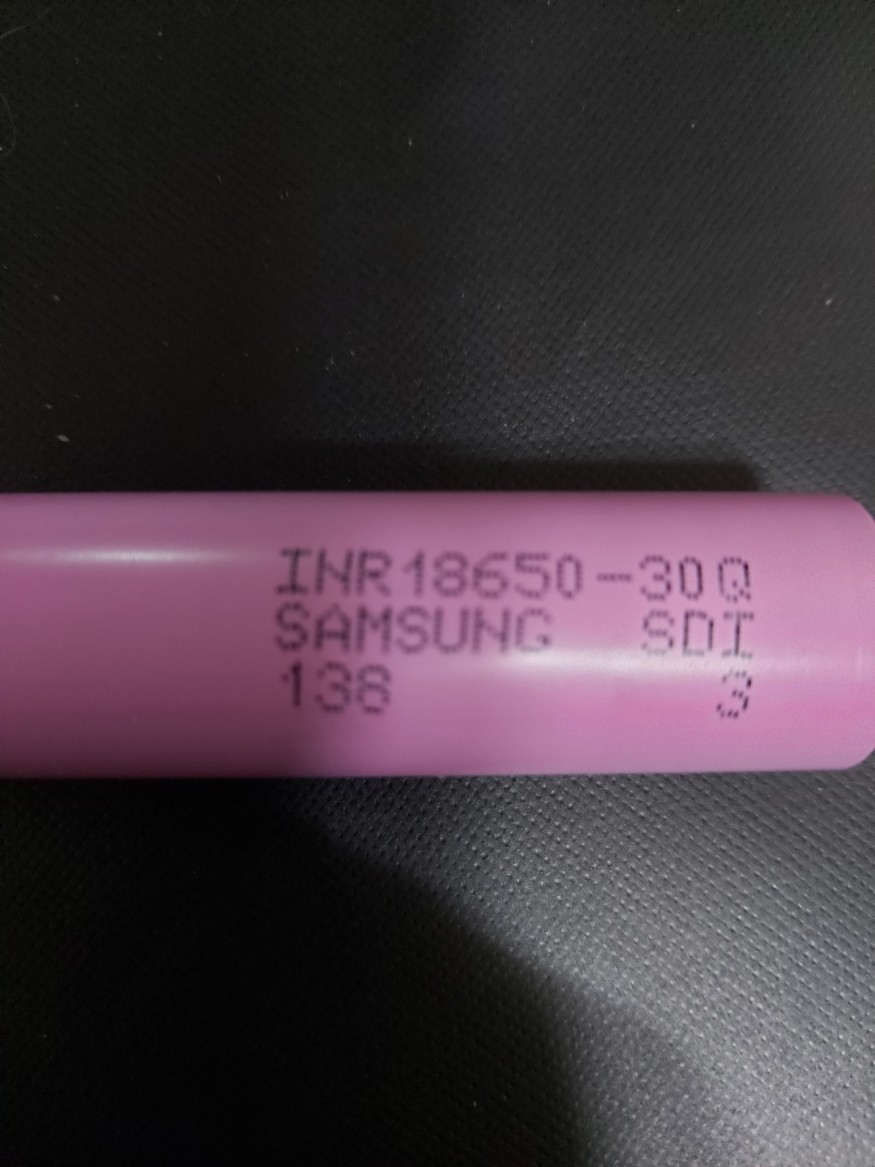 INR18650-30Q
SAMSUNG SDI
138 3